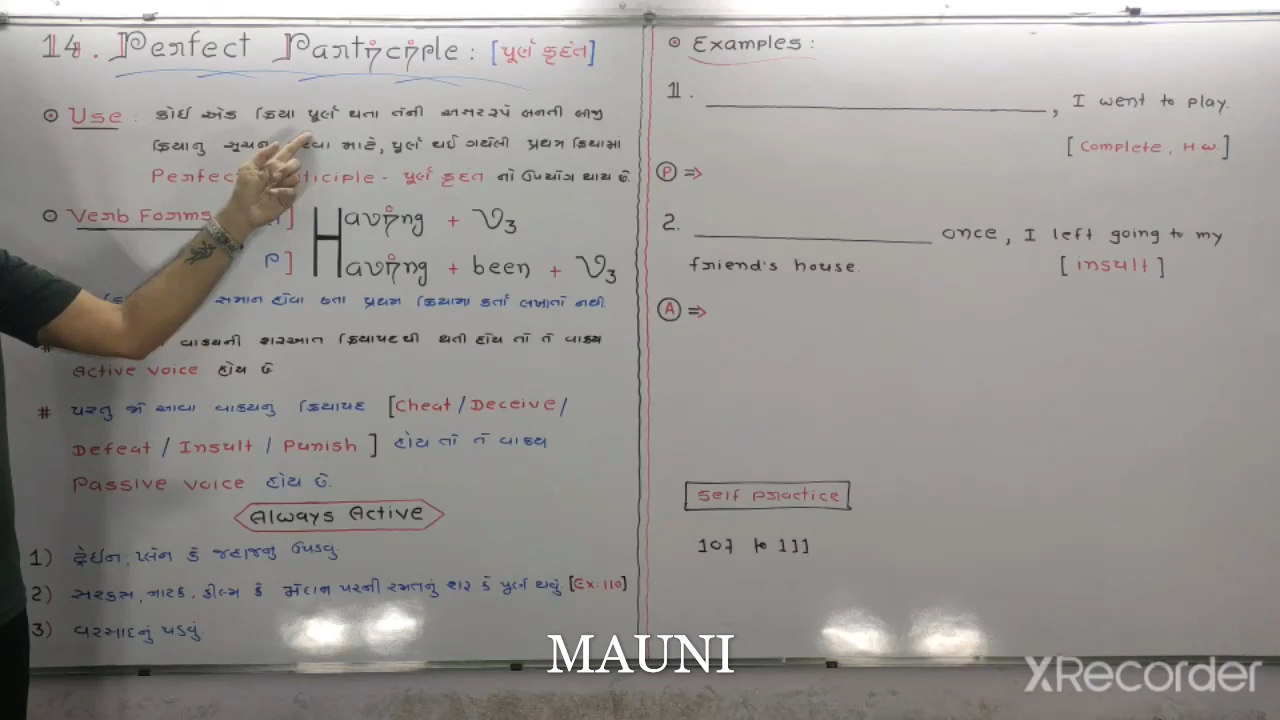 14. Perfect Participle : [પૂર્ણ કૃદંત]
⊙ Use : કોઈ એક ક્રિયા પૂર્ણ થતા તેની અસરરૂપે બનતી બીજી
ક્રિયાનુ સૂચન કરવા માટે, પૂર્ણ થઈ ગયેલી પ્રથમ ક્રિયામાં
Perfect Participle - પૂર્ણ કૃદંત નો ઉપયોગ થાય છે.
⊙ Verb Forms ] Having + V3
P] Having + been + V3
સમાન હોવા છતા પ્રથમ ક્રિયામા કર્તા લખાતો નથી.
# વાક્યની શરૂઆત ક્રિયાપદથી થતી હોય તો તે વાક્ય
Active voice હોય છે
# પરંતુ જો આવા વાક્યનું ક્રિયાપદ [Cheat / Deceive /
Defeat / Insult / Punish ] હોય તો તે વાક્ય
Passive voice હોય છે.
Always Active
1) ટ્રેઇન, પ્લેન કે જહાજનુ ઉપડવુ
2) સરકસ, નાટક, ફીલ્મ કે મેદાન પરની રમતનું શરૂ કે પૂર્ણ થવું [Ex:110]
3) વરસાદનું પડવું
⊙ Examples :
1. ____________________, I went to play.
[Complete, H.W.]
(P) ⇒
2. ______________ once, I left going to my
friend's house. [insult]
(A) ⇒
Self practice
107 to 111
MAUNI
XRecorder